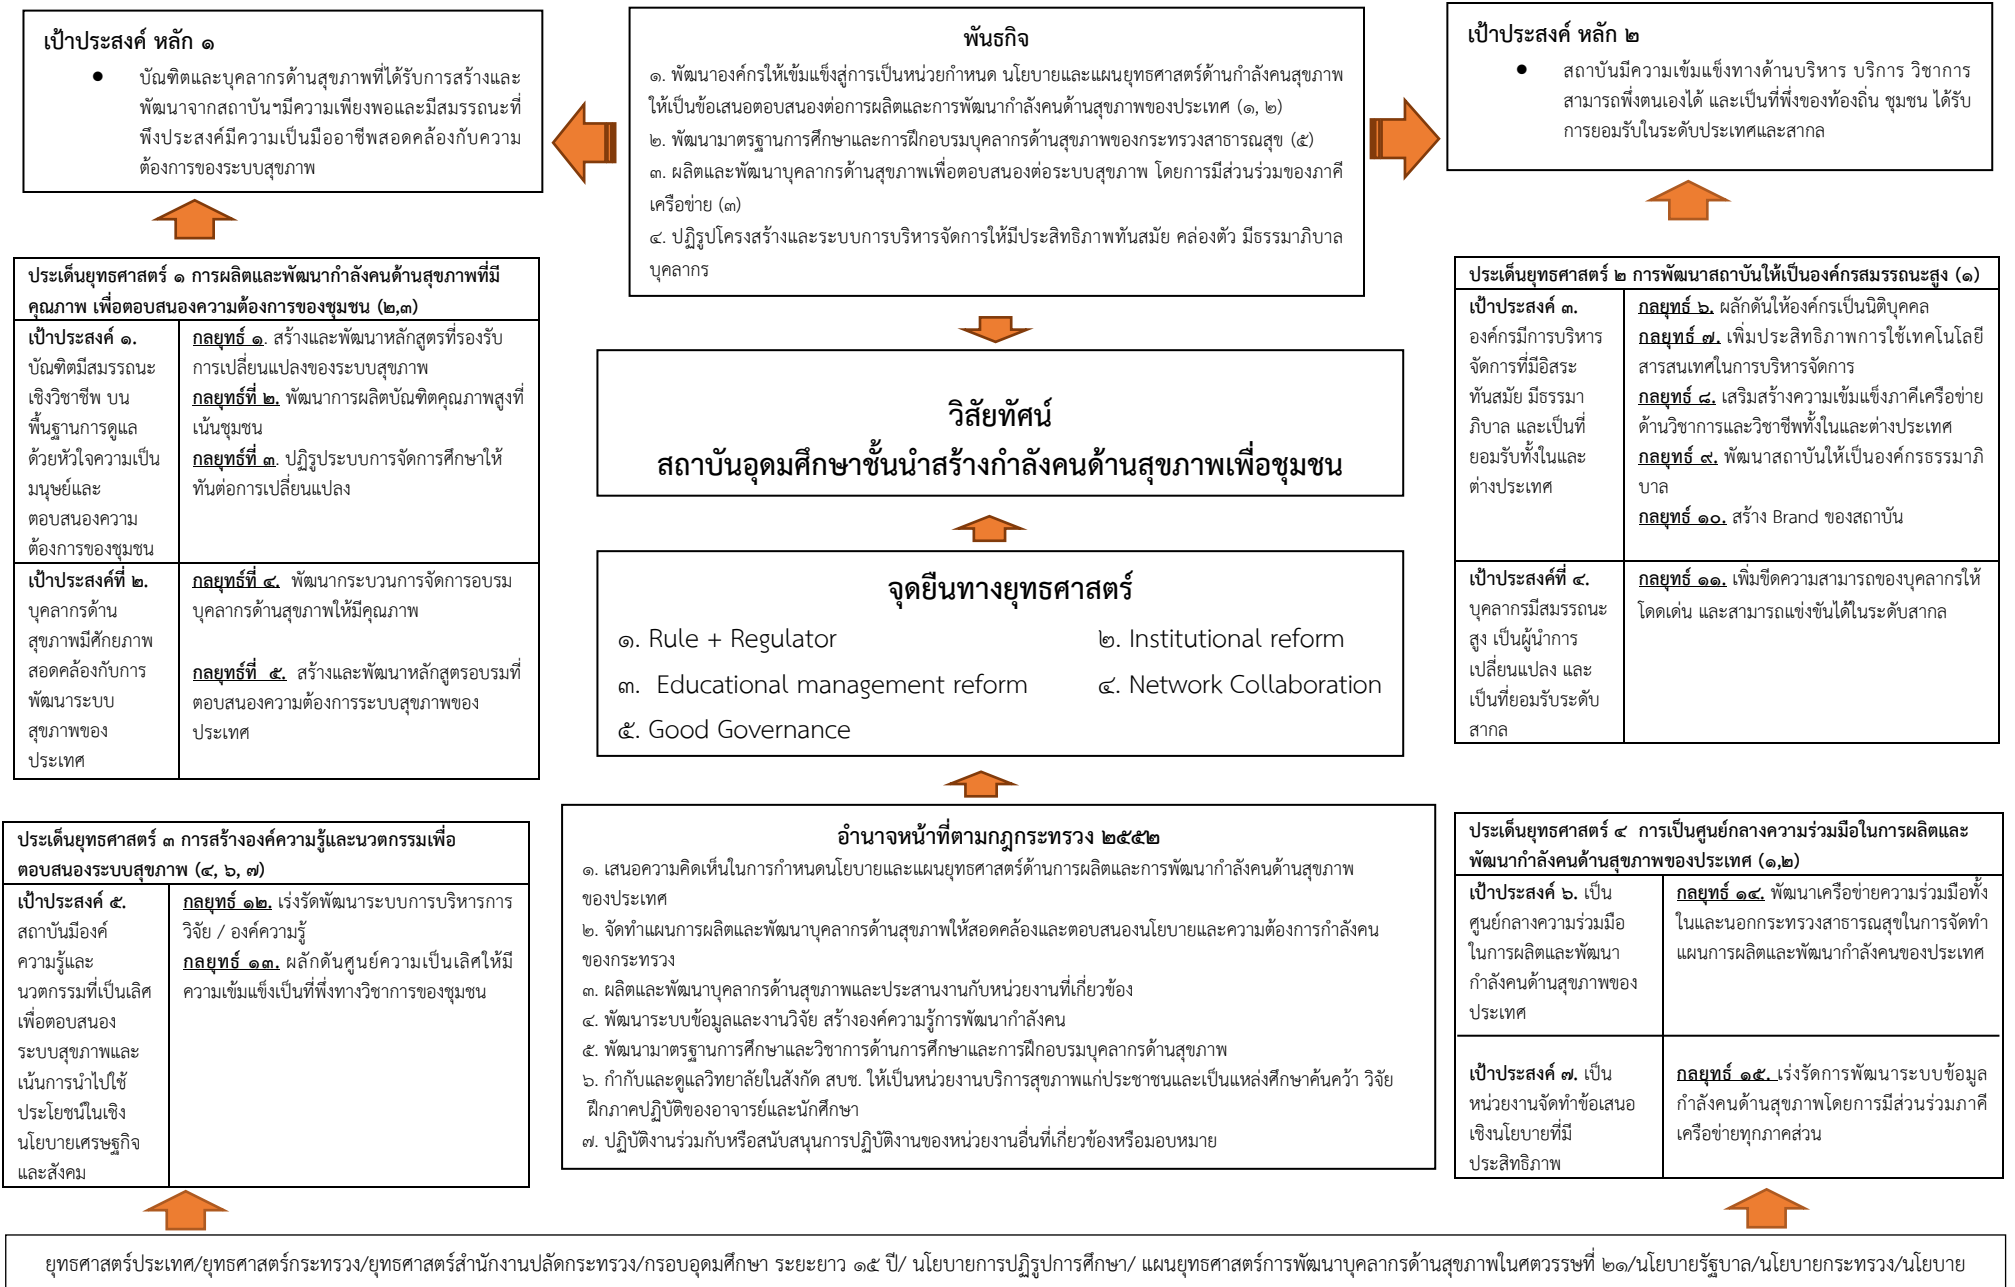 เป้าประสงค์ หลัก ๑
● บัณฑิตและบุคลากรด้านสุขภาพที่ได้รับการสร้างและ
พัฒนาจากสถาบันฯมีความเพียงพอและมีสมรรถนะที่
พึงประสงค์มีความเป็นมืออาชีพสอดคล้องกับความ
ต้องการของระบบสุขภาพ
พันธกิจ
๑. พัฒนาองค์กรให้เข้มแข็งสู่การเป็นหน่วยกำหนด นโยบายและแผนยุทธศาสตร์ด้านกำลังคนสุขภาพ
ให้เป็นข้อเสนอตอบสนองต่อการผลิตและการพัฒนากำลังคนด้านสุขภาพของประเทศ (๑, ๒)
๒. พัฒนามาตรฐานการศึกษาและการฝึกอบรมบุคลากรด้านสุขภาพของกระทรวงสาธารณสุข (๕)
๓. ผลิตและพัฒนาบุคลากรด้านสุขภาพเพื่อตอบสนองต่อระบบสุขภาพ โดยการมีส่วนร่วมของภาคี
เครือข่าย (๓)
๔. ปฏิรูปโครงสร้างและระบบการบริหารจัดการให้มีประสิทธิภาพทันสมัย คล่องตัว มีธรรมาภิบาล
บุคลากร
เป้าประสงค์ หลัก ๒
● สถาบันมีความเข้มแข็งทางด้านบริหาร บริการ วิชาการ
สามารถพึ่งตนเองได้ และเป็นที่พึ่งของท้องถิ่น ชุมชน ได้รับ
การยอมรับในระดับประเทศและสากล
ประเด็นยุทธศาสตร์ ๑ การผลิตและพัฒนากำลังคนด้านสุขภาพที่มี
คุณภาพ เพื่อตอบสนองความต้องการของชุมชน (๒,๓)
เป้าประสงค์ ๑.
บัณฑิตมีสมรรถนะ
เชิงวิชาชีพ บน
พื้นฐานการดูแล
ด้วยหัวใจความเป็น
มนุษย์และ
ตอบสนองความ
ต้องการของชุมชน
กลยุทธ์ ๑. สร้างและพัฒนาหลักสูตรที่รองรับ
การเปลี่ยนแปลงของระบบสุขภาพ
กลยุทธ์ที่ ๒. พัฒนาการผลิตบัณฑิตคุณภาพสูงที่
เน้นชุมชน
กลยุทธ์ที่ ๓. ปฏิรูประบบการจัดการศึกษาให้
ทันต่อการเปลี่ยนแปลง
เป้าประสงค์ที่ ๒.
บุคลากรด้าน
สุขภาพมีศักยภาพ
สอดคล้องกับการ
พัฒนาระบบ
สุขภาพของ
ประเทศ
กลยุทธ์ที่ ๔. พัฒนากระบวนการจัดการอบรม
บุคลากรด้านสุขภาพให้มีคุณภาพ
กลยุทธ์ที่ ๕. สร้างและพัฒนาหลักสูตรอบรมที่
ตอบสนองความต้องการระบบสุขภาพของ
ประเทศ
วิสัยทัศน์
สถาบันอุดมศึกษาชั้นนำสร้างกำลังคนด้านสุขภาพเพื่อชุมชน
จุดยืนทางยุทธศาสตร์
๑. Rule + Regulator ๒. Institutional reform
๓. Educational management reform ๔. Network Collaboration
๕. Good Governance
ประเด็นยุทธศาสตร์ ๒ การพัฒนาสถาบันให้เป็นองค์กรสมรรถนะสูง (๑)
เป้าประสงค์ ๓.
องค์กรมีการบริหาร
จัดการที่มีอิสระ
ทันสมัย มีธรรมา
ภิบาล และเป็นที่
ยอมรับทั้งในและ
ต่างประเทศ
กลยุทธ์ ๖. ผลักดันให้องค์กรเป็นนิติบุคคล
กลยุทธ์ ๗. เพิ่มประสิทธิภาพการใช้เทคโนโลยี
สารสนเทศในการบริหารจัดการ
กลยุทธ์ ๘. เสริมสร้างความเข้มแข็งภาคีเครือข่าย
ด้านวิชาการและวิชาชีพทั้งในและต่างประเทศ
กลยุทธ์ ๙. พัฒนาสถาบันให้เป็นองค์กรธรรมาภิ
บาล
กลยุทธ์ ๑๐. สร้าง Brand ของสถาบัน
เป้าประสงค์ที่ ๔.
บุคลากรมีสมรรถนะ
สูง เป็นผู้นำการ
เปลี่ยนแปลง และ
เป็นที่ยอมรับระดับ
สากล
กลยุทธ์ ๑๑. เพิ่มขีดความสามารถของบุคลากรให้
โดดเด่น และสามารถแข่งขันได้ในระดับสากล
ประเด็นยุทธศาสตร์ ๓ การสร้างองค์ความรู้และนวตกรรมเพื่อ
ตอบสนองระบบสุขภาพ (๔, ๖, ๗)
เป้าประสงค์ ๕.
สถาบันมีองค์
ความรู้และ
นวตกรรมที่เป็นเลิศ
เพื่อตอบสนอง
ระบบสุขภาพและ
เน้นการนำไปใช้
ประโยชน์ในเชิง
นโยบายเศรษฐกิจ
และสังคม
กลยุทธ์ ๑๒. เร่งรัดพัฒนาระบบการบริหารการ
วิจัย / องค์ความรู้
กลยุทธ์ ๑๓. ผลักดันศูนย์ความเป็นเลิศให้มี
ความเข้มแข็งเป็นที่พึ่งทางวิชาการของชุมชน
อำนาจหน้าที่ตามกฎกระทรวง ๒๕๕๒
๑. เสนอความคิดเห็นในการกำหนดนโยบายและแผนยุทธศาสตร์ด้านการผลิตและการพัฒนากำลังคนด้านสุขภาพ
ของประเทศ
๒. จัดทำแผนการผลิตและพัฒนาบุคลากรด้านสุขภาพให้สอดคล้องและตอบสนองนโยบายและความต้องการกำลังคน
ของกระทรวง
๓. ผลิตและพัฒนาบุคลากรด้านสุขภาพและประสานงานกับหน่วยงานที่เกี่ยวข้อง
๔. พัฒนาระบบข้อมูลและงานวิจัย สร้างองค์ความรู้การพัฒนากำลังคน
๕. พัฒนามาตรฐานการศึกษาและวิชาการด้านการศึกษาและการฝึกอบรมบุคลากรด้านสุขภาพ
๖. กำกับและดูแลวิทยาลัยในสังกัด สบช. ให้เป็นหน่วยงานบริการสุขภาพแก่ประชาชนและเป็นแหล่งศึกษาค้นคว้า วิจัย
ฝึกภาคปฏิบัติของอาจารย์และนักศึกษา
๗. ปฏิบัติงานร่วมกับหรือสนับสนุนการปฏิบัติงานของหน่วยงานอื่นที่เกี่ยวข้องหรือมอบหมาย
ประเด็นยุทธศาสตร์ ๔ การเป็นศูนย์กลางความร่วมมือในการผลิตและ
พัฒนากำลังคนด้านสุขภาพของประเทศ (๑,๒)
เป้าประสงค์ ๖. เป็น
ศูนย์กลางความร่วมมือ
ในการผลิตและพัฒนา
กำลังคนด้านสุขภาพของ
ประเทศ
กลยุทธ์ ๑๔. พัฒนาเครือข่ายความร่วมมือทั้ง
ในและนอกกระทรวงสาธารณสุขในการจัดทำ
แผนการผลิตและพัฒนากำลังคนของประเทศ
เป้าประสงค์ ๗. เป็น
หน่วยงานจัดทำข้อเสนอ
เชิงนโยบายที่มี
ประสิทธิภาพ
กลยุทธ์ ๑๕. เร่งรัดการพัฒนาระบบข้อมูล
กำลังคนด้านสุขภาพโดยการมีส่วนร่วมภาคี
เครือข่ายทุกภาคส่วน
ยุทธศาสตร์ประเทศ/ยุทธศาสตร์กระทรวง/ยุทธศาสตร์สำนักงานปลัดกระทรวง/กรอบอุดมศึกษา ระยะยาว ๑๕ ปี/ นโยบายการปฏิรูปการศึกษา/ แผนยุทธศาสตร์การพัฒนาบุคลากรด้านสุขภาพในศตวรรษที่ ๒๑/นโยบายรัฐบาล/นโยบายกระทรวง/นโยบาย